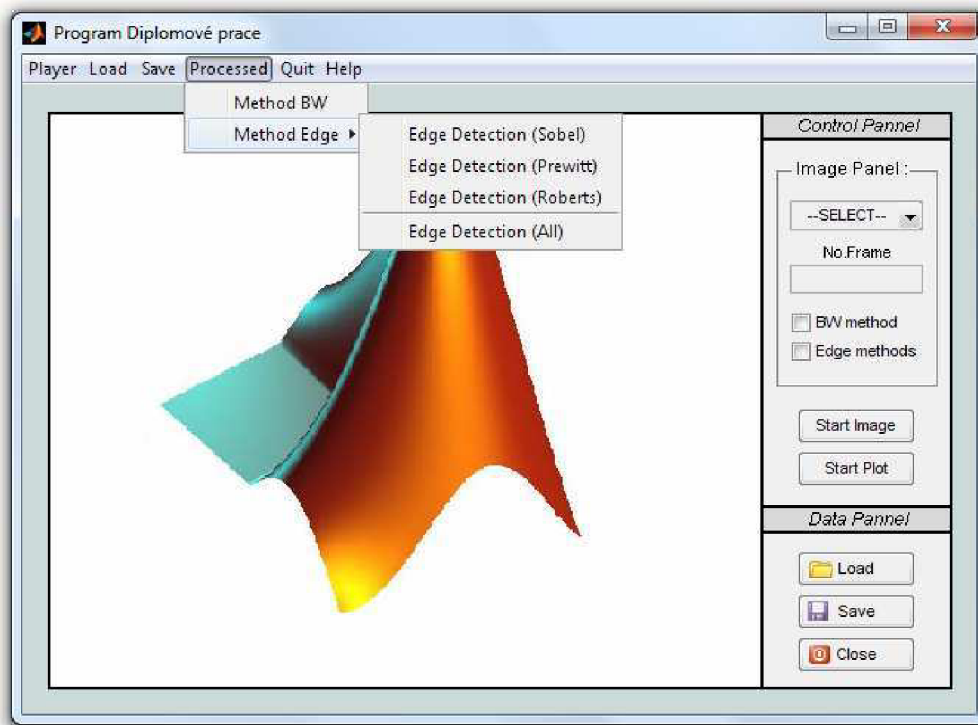 Program Diplomové prace
Player Load Save Processed Quit Help
Method BW
Method Edge
Edge Detection (Sobel)
Edge Detection (Prewitt)
Edge Detection (Roberts)
Edge Detection (All)
Control Pannel
Image Panel :
--SELECT--
No.Frame
BW method
Edge methods
Start Image
Start Plot
Data Pannel
Load
Save
Close